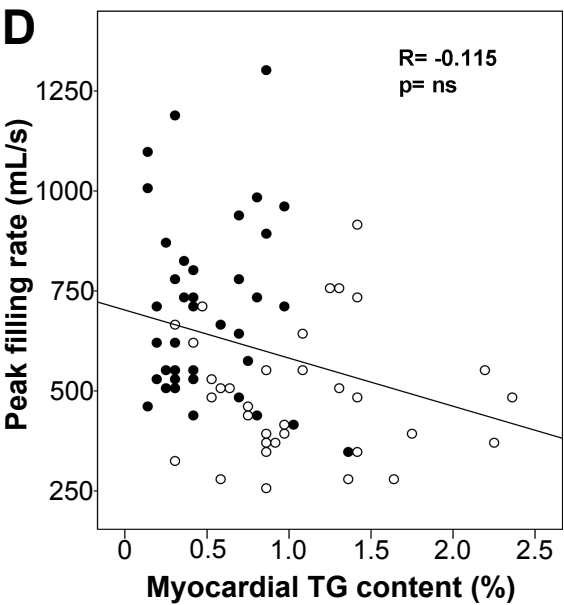 D
R= -0.115
p= ns
Peak filling rate (mL/s)
1250
1000
750
500
250
0 0.5 1.0 1.5 2.0 2.5
Myocardial TG content (%)